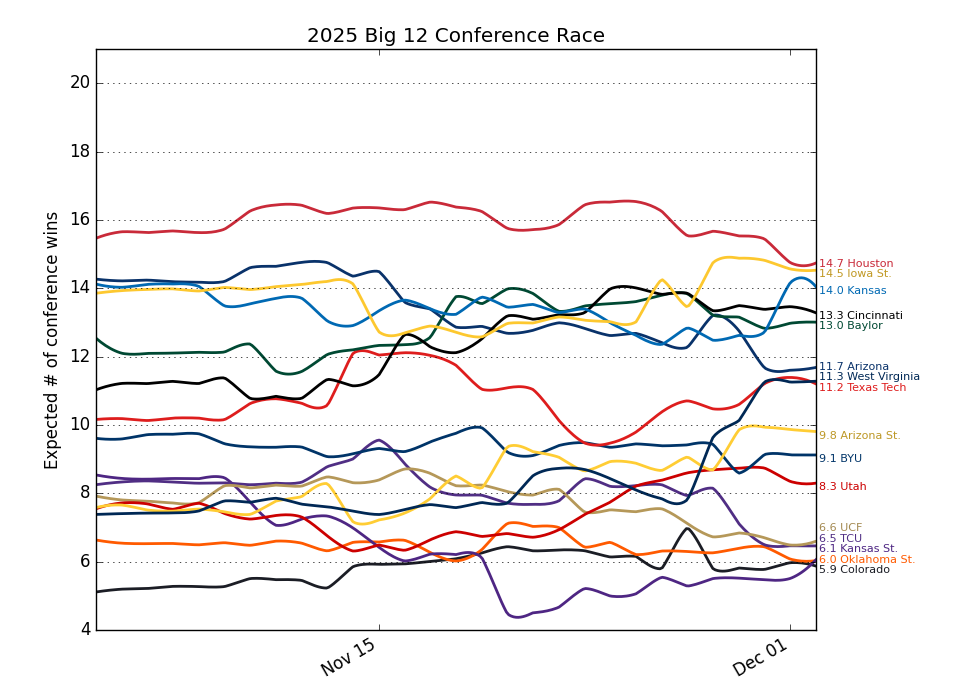 2025 Big 12 Conference Race
Expected # of conference wins
20
18
16
14
12
10
8
6
4
Nov 15
Dec 01
14.7 Houston
14.5 Iowa St.
14.0 Kansas
13.3 Cincinnati
13.0 Baylor
11.7 Arizona
11.3 West Virginia
11.2 Texas Tech
9.8 Arizona St.
9.1 BYU
8.3 Utah
6.6 UCF
6.5 TCU
6.1 Kansas St.
6.0 Oklahoma St.
5.9 Colorado